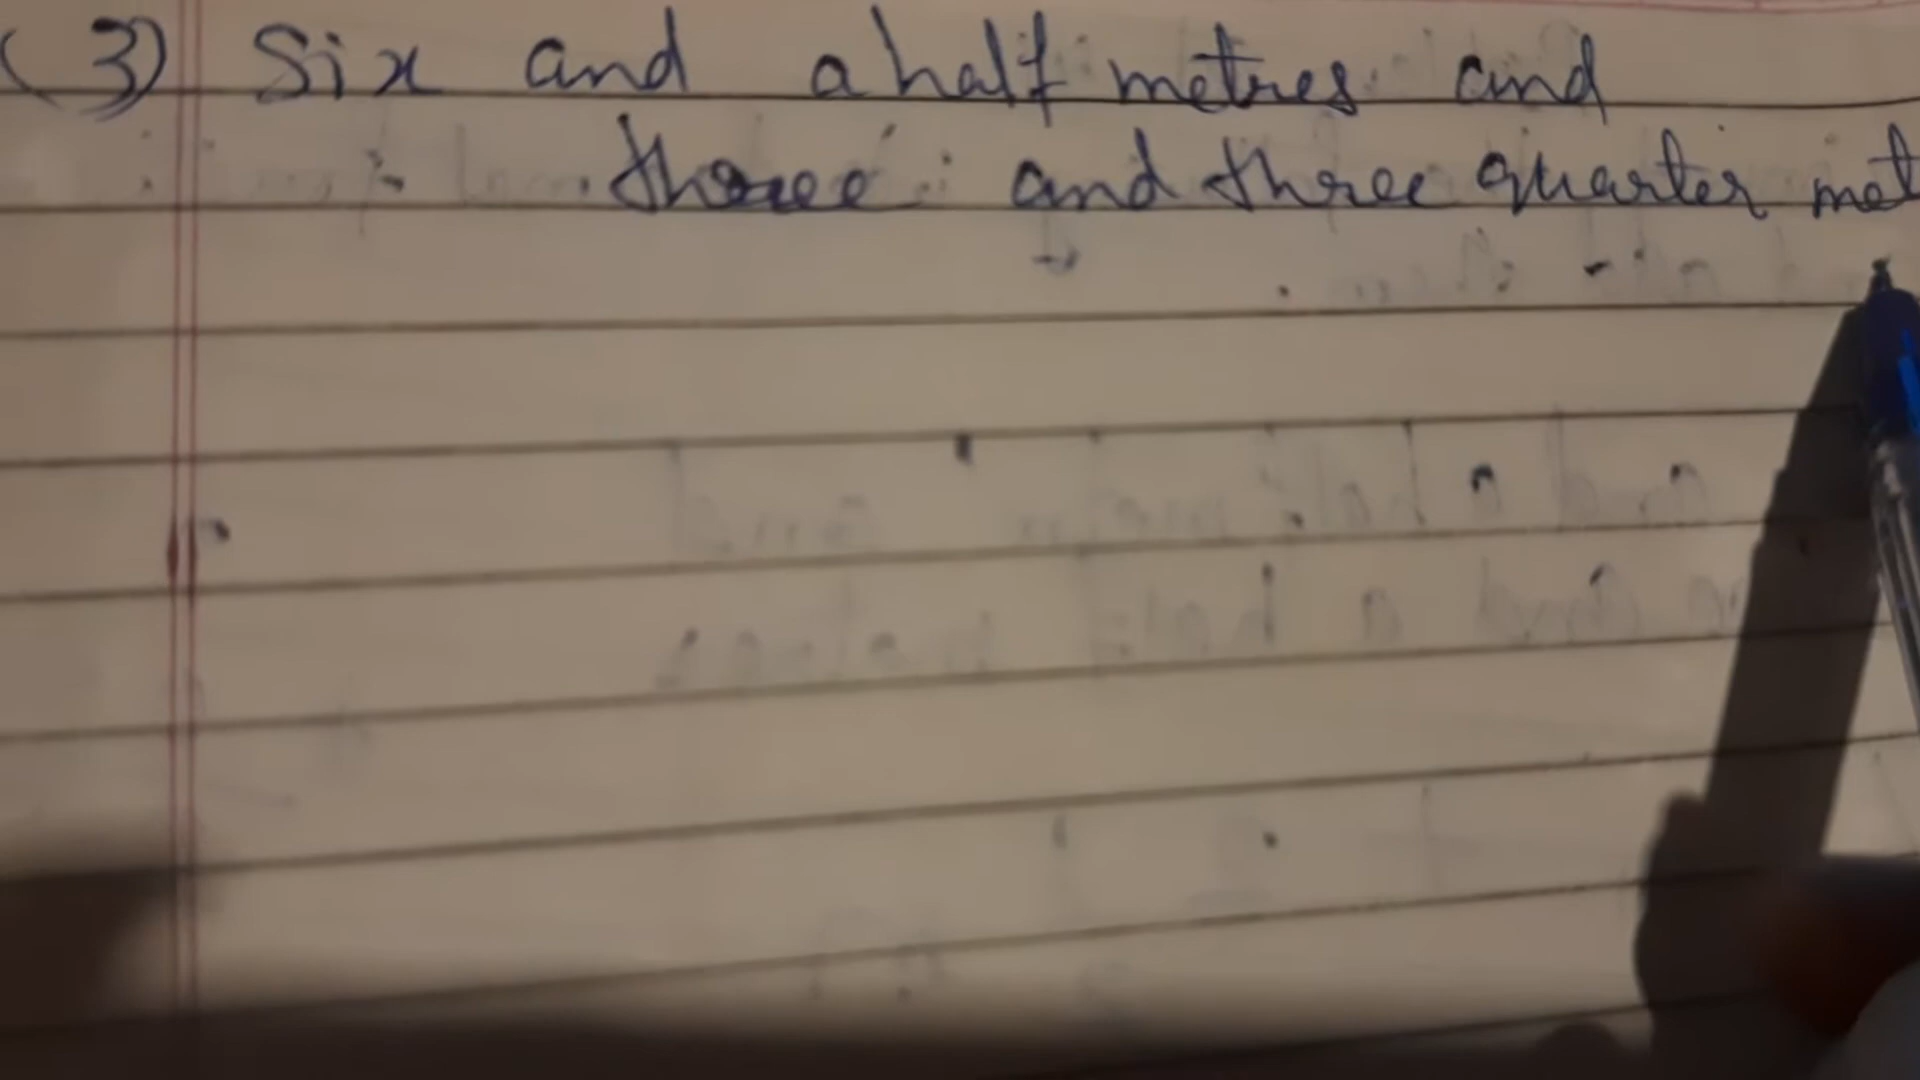 (3) Six and a half metres and
three and three quarter met